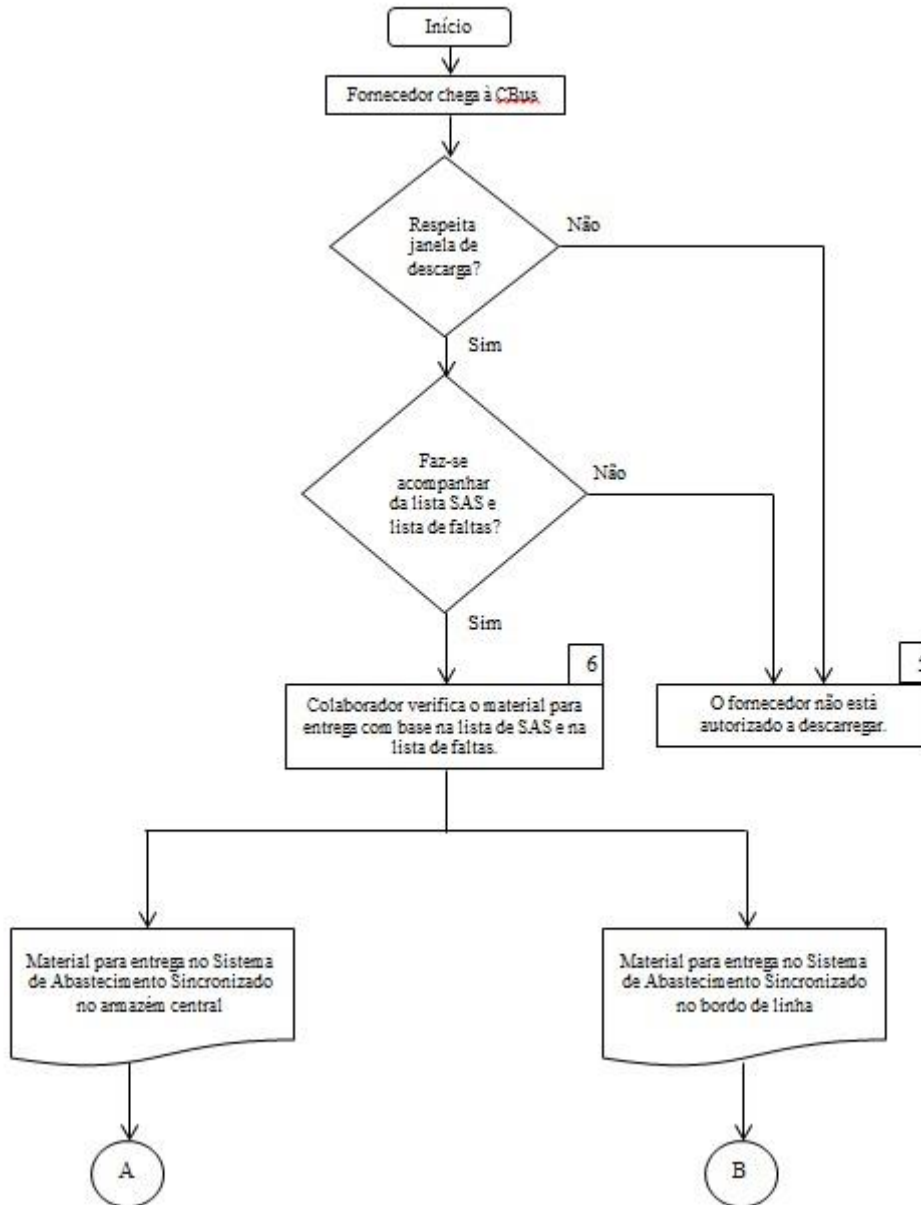 Início
Fornecedor chega à CBus
Respeita
janela de
descarga?
Não
Sim
Faz-se
acompanhar
da lista SAS e
lista de faltas?
Não
Sim
6
Colaborador verifica o material para
entrega com base na lista de SAS e na
lista de faltas.
O fornecedor não está
autorizado a descarregar.
Material para entrega no Sistema
de Abastecimento Sincronizado
no armazém central
Material para entrega no Sistema
de Abastecimento Sincronizado
no bordo de linha
A
B